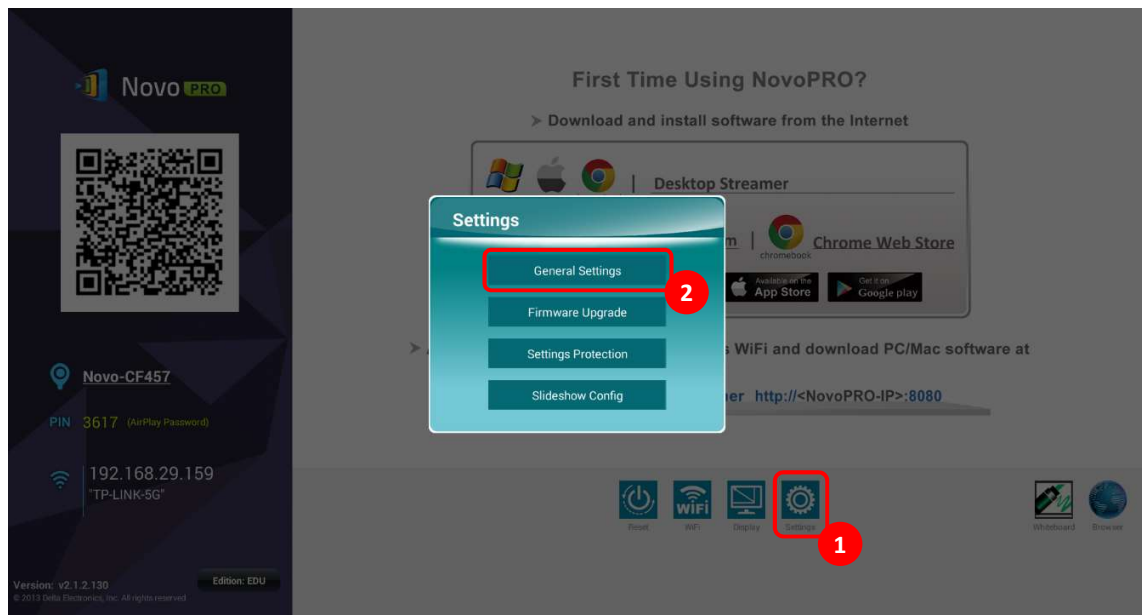 Novo PRO
Novo-CF457
PIN 3617 (AirPlay Password)
192.168.29.159
"TP-LINK-5G"
Version: v2.1.2.130
© 2013 Delta Electronics, Inc. All rights reserved
Edition: EDU
First Time Using NovoPRO?
➤ Download and install software from the Internet
| Desktop Streamer
m | chromebook Chrome Web Store
Available on the App Store
Get it on Google play
WiFi and download PC/Mac software at
er http://<NovoPRO-IP>:8080
Settings
General Settings
2
Firmware Upgrade
Settings Protection
Slideshow Config
WiFi
Reset WiFi Display Settings
1
Whiteboard Browser